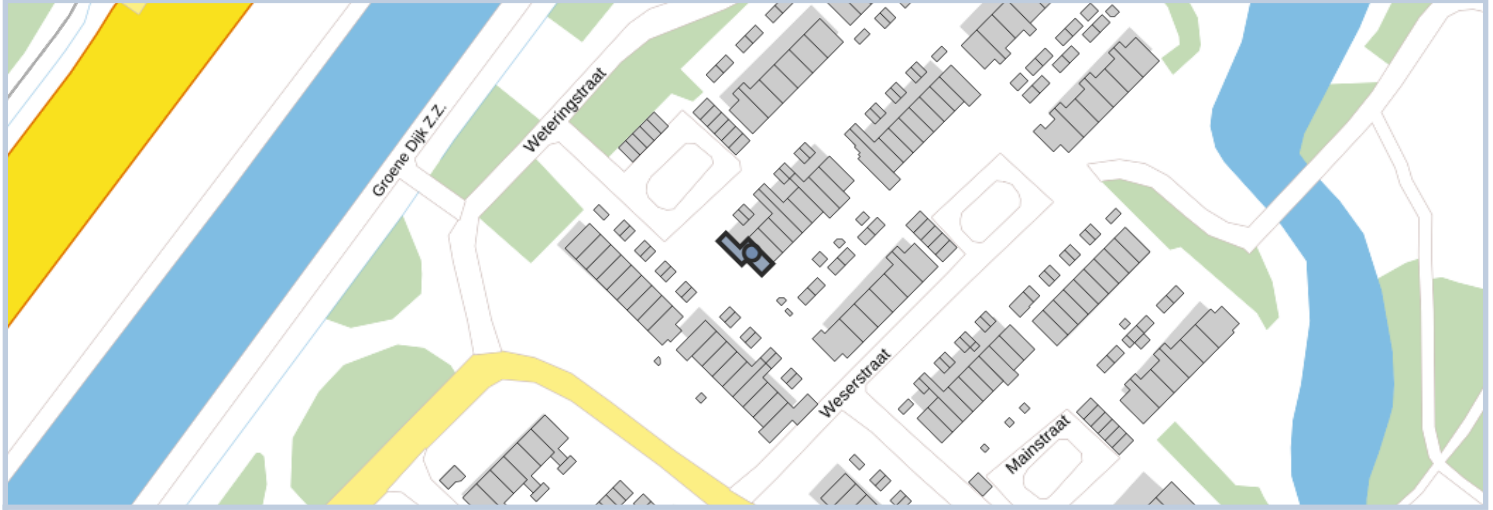 Weteringstraat
Groene Dijk Z.Z.
Weserstraat
Mainstraat